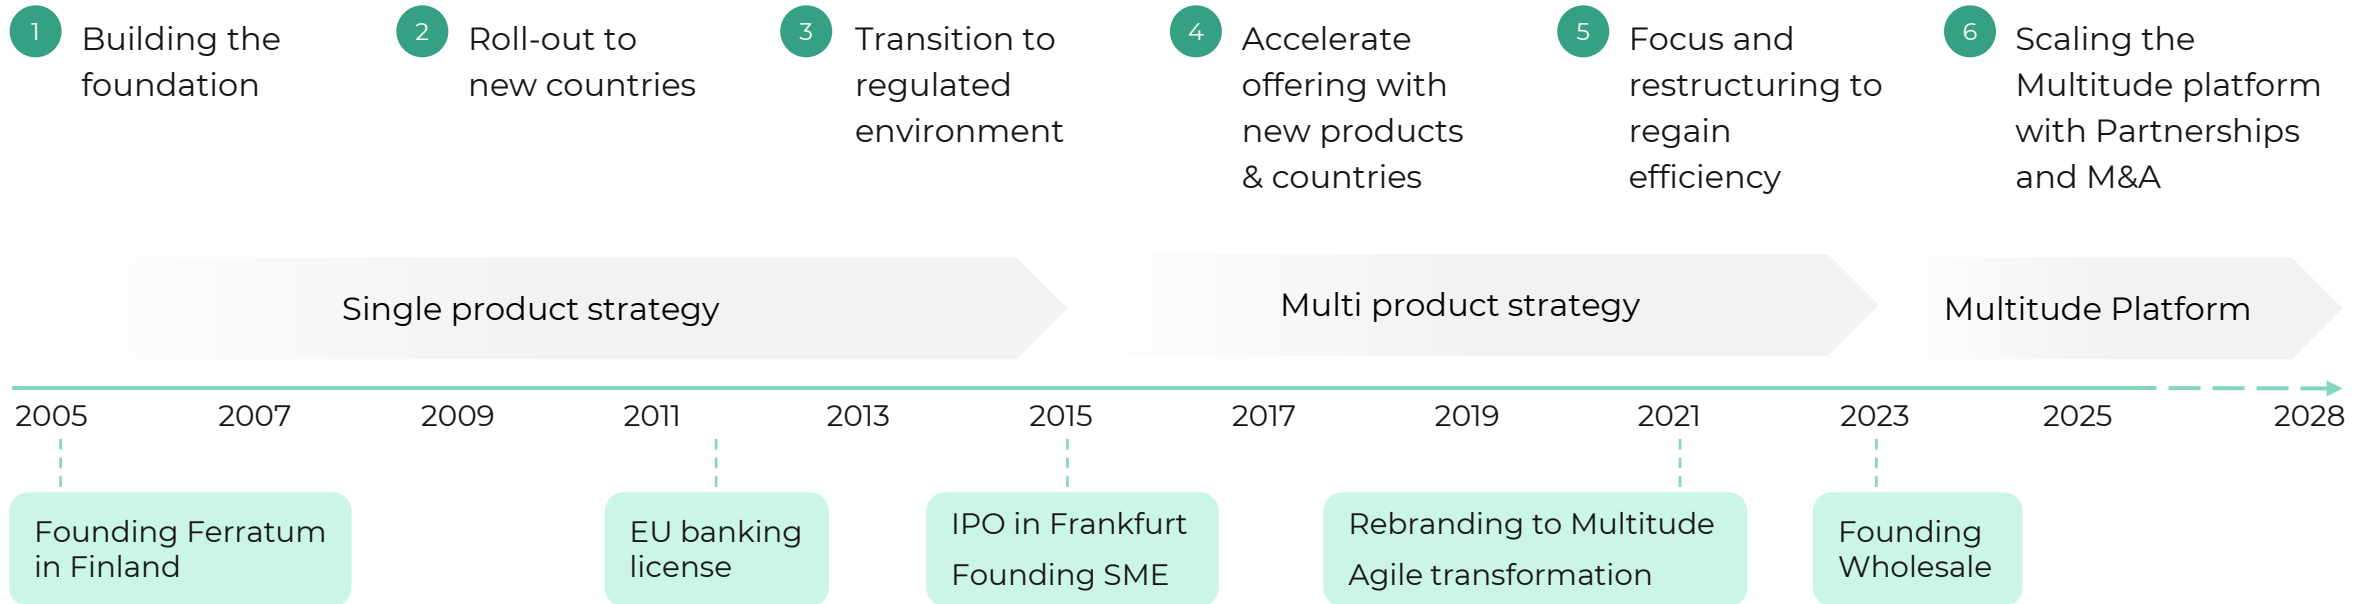 1
Building the
foundation
2
Roll-out to
new countries
3
Transition to
regulated
environment
4
Accelerate
offering with
new products
& countries
5
Focus and
restructuring to
regain
efficiency
6
Scaling the
Multitude platform
with Partnerships
and M&A
Single product strategy
Multi product strategy
Multitude Platform
2005 2007 2009 2011 2013 2015 2017 2019 2021 2023 2025 2028
Founding Ferratum
in Finland
EU banking
license
IPO in Frankfurt
Founding SME
Rebranding to Multitude
Agile transformation
Founding
Wholesale